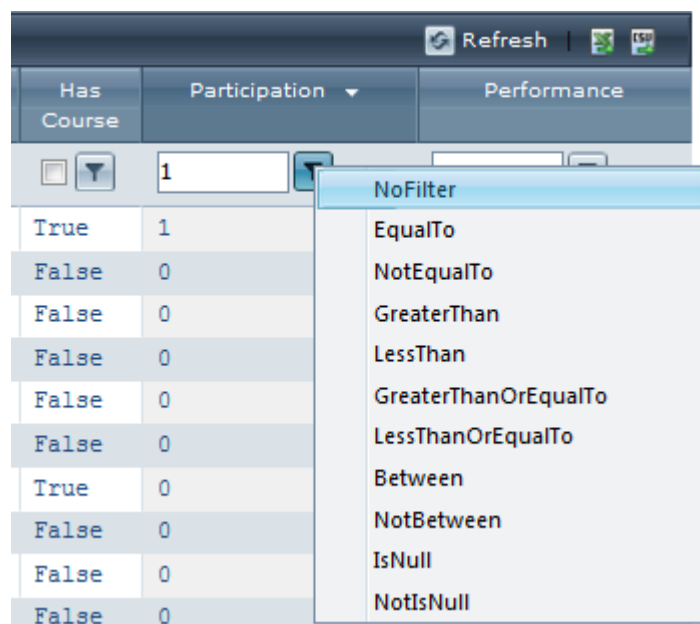 Refresh
CSV
Has Course
Participation
Performance
1
NoFilter
True 1
EqualTo
False 0
NotEqualTo
False 0
GreaterThan
False 0
LessThan
False 0
GreaterThanOrEqualTo
False 0
LessThanOrEqualTo
True 0
Between
False 0
NotBetween
False 0
IsNull
False 0
NotIsNull